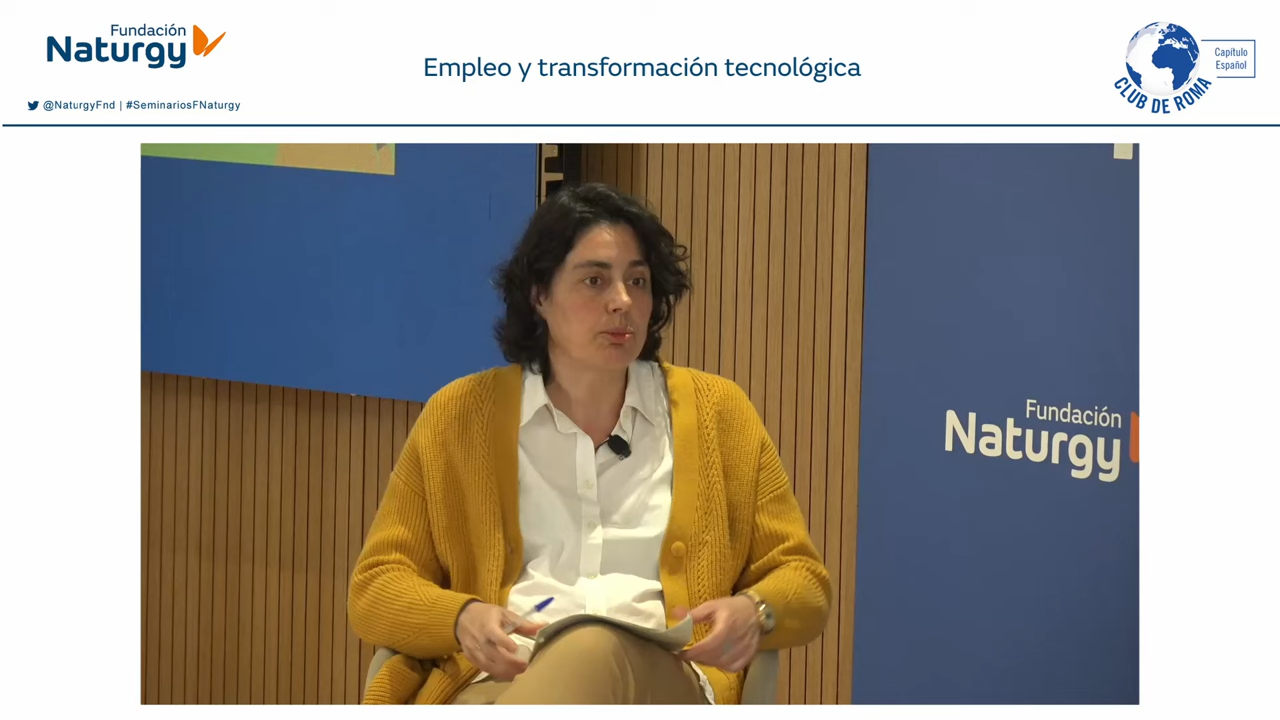 Fundación
Naturgy
@NaturgyFnd | #SeminariosFNaturgy
Empleo y transformación tecnológica
Capítulo
Español
CLUB DE ROMA
Fundación
Naturgy